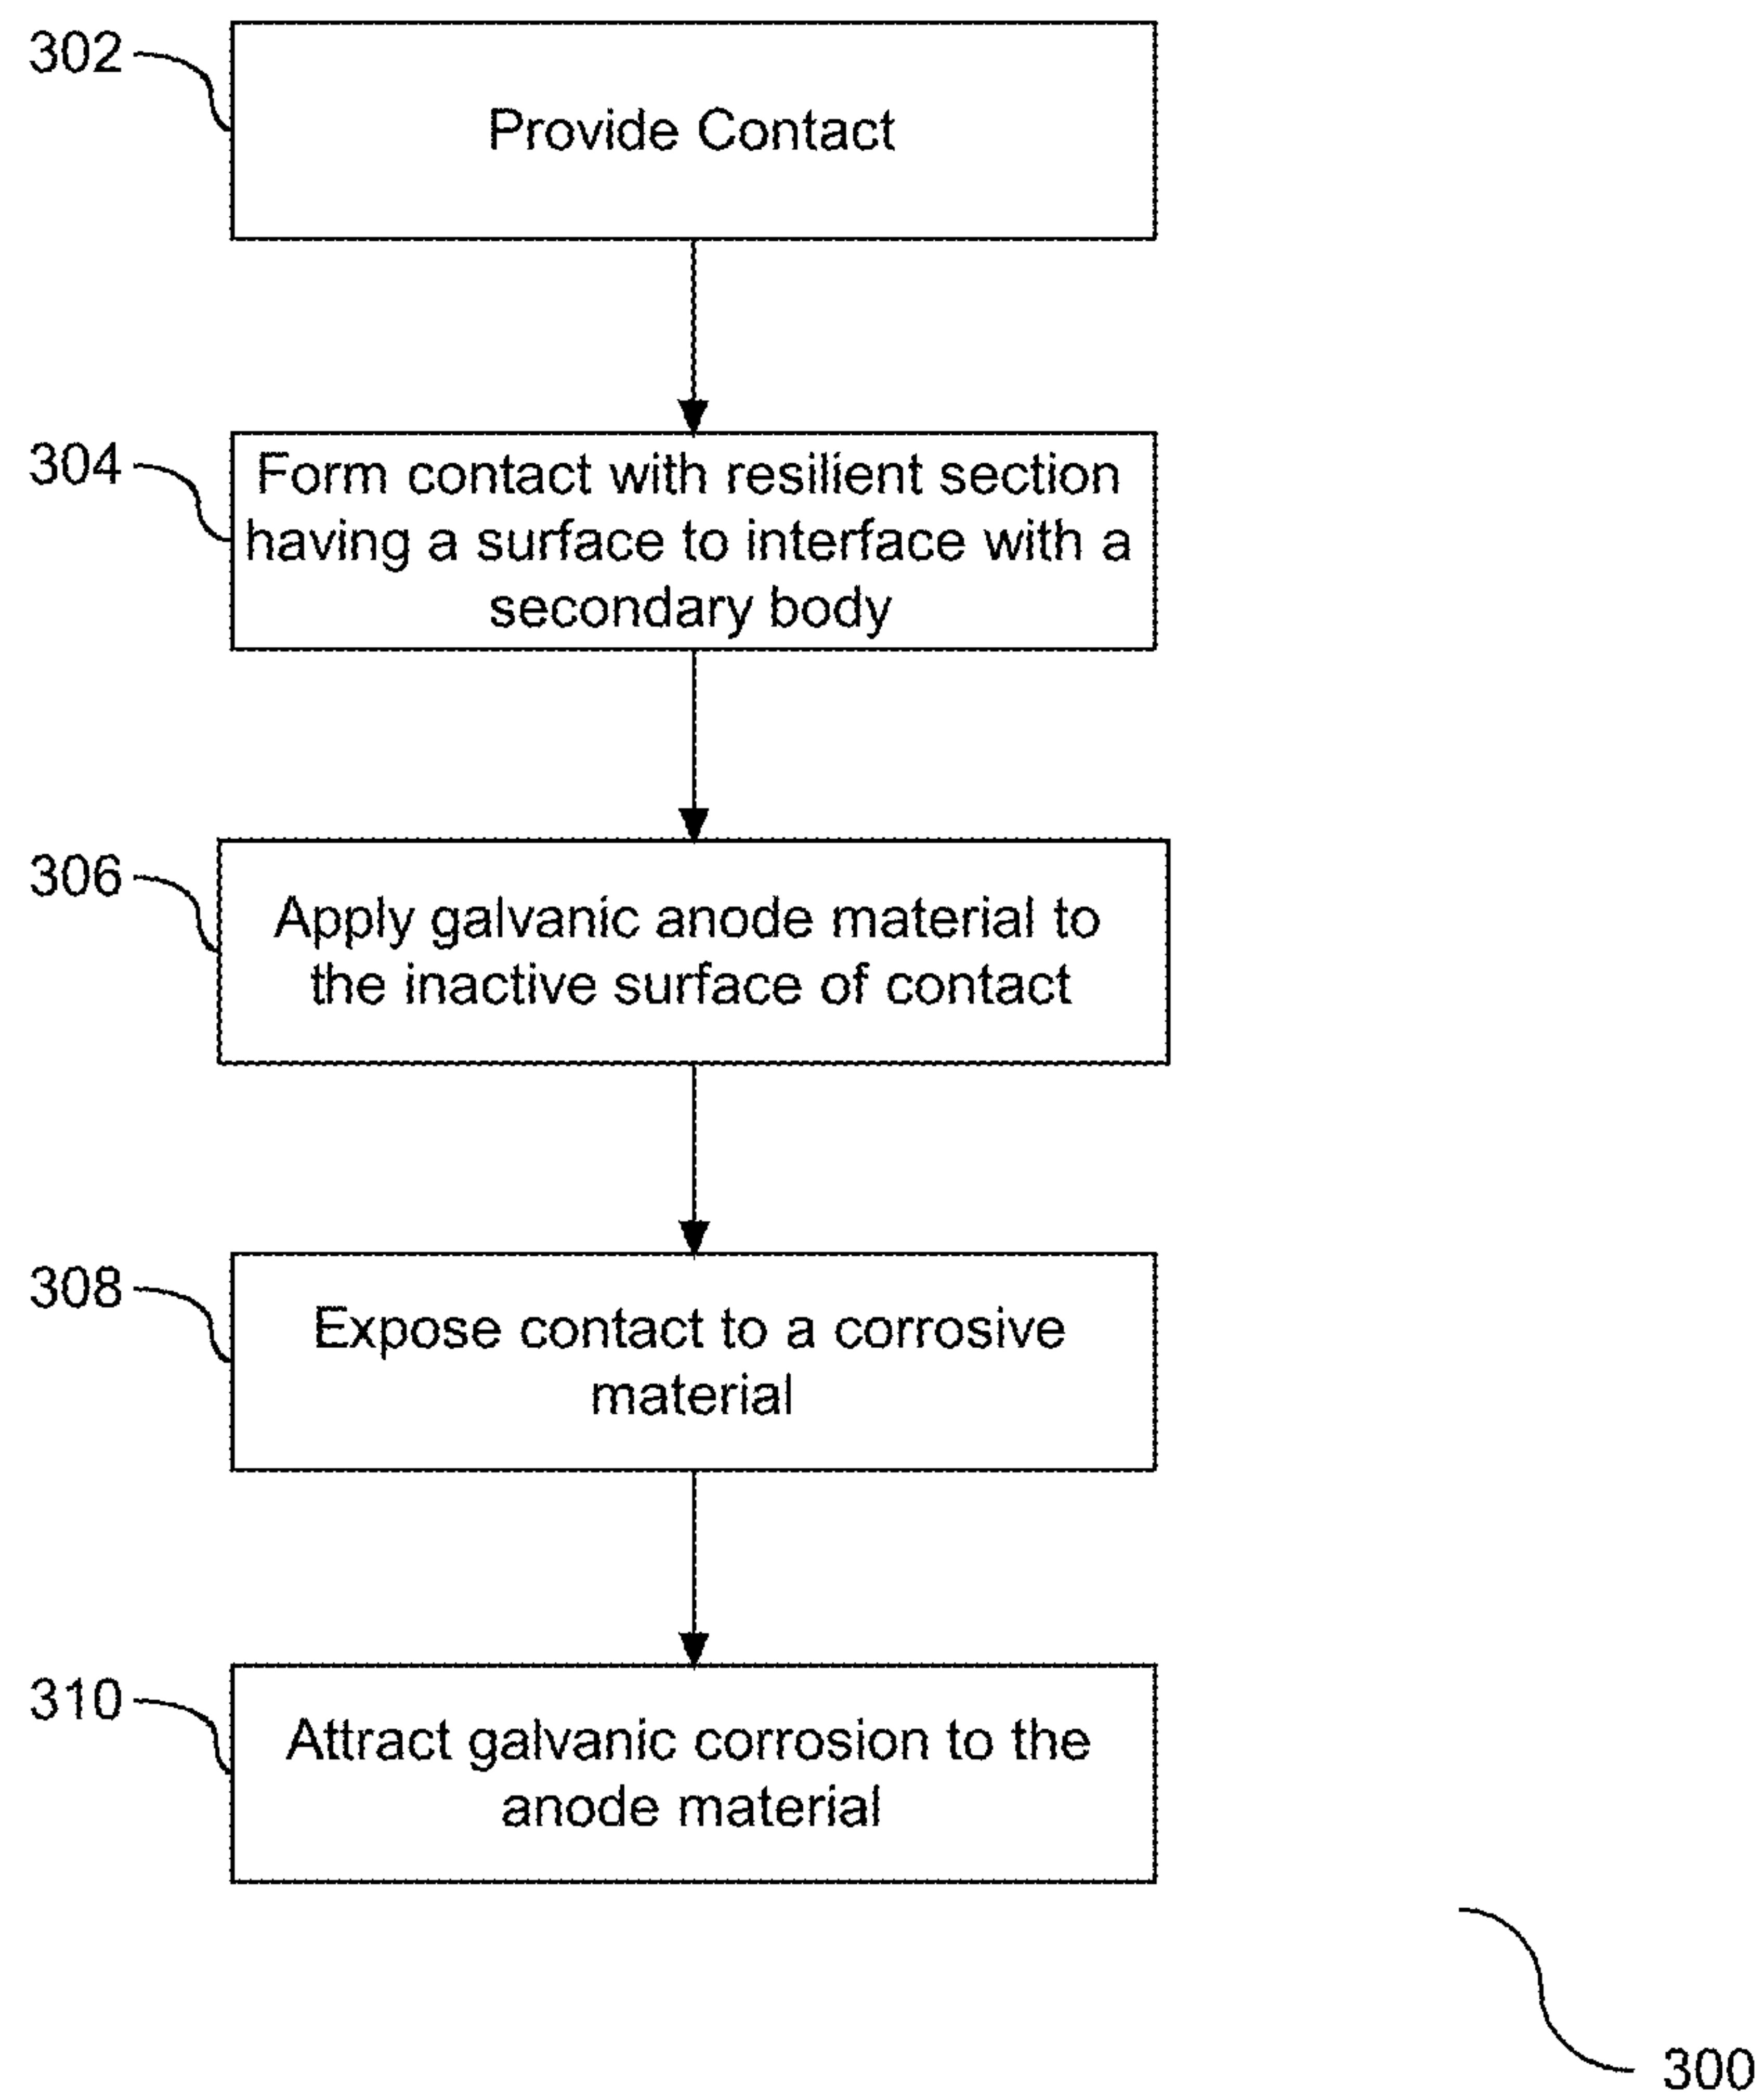 302
Provide Contact
304
Form contact with resilient section
having a surface to interface with a
secondary body
306
Apply galvanic anode material to
the inactive surface of contact
308
Expose contact to a corrosive
material
310
Attract galvanic corrosion to the
anode material
300